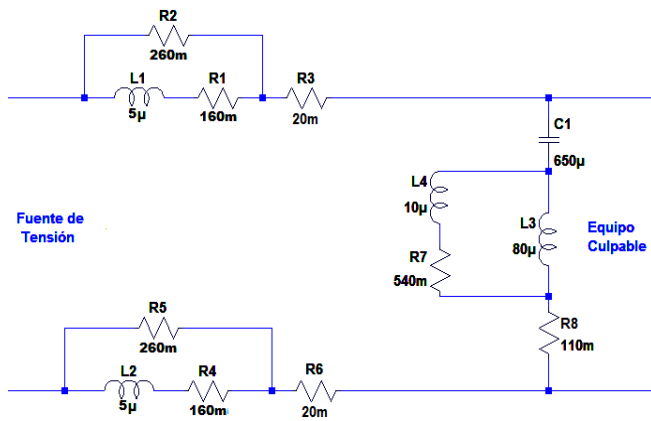 R2
260m
L1
R1
R3
5µ
160m
20m
C1
650µ
L4
10µ
Fuente de
Tensión
L3
80µ
Equipo
Culpable
R7
540m
R5
260m
R8
110m
L2
R4
R6
5µ
160m
20m